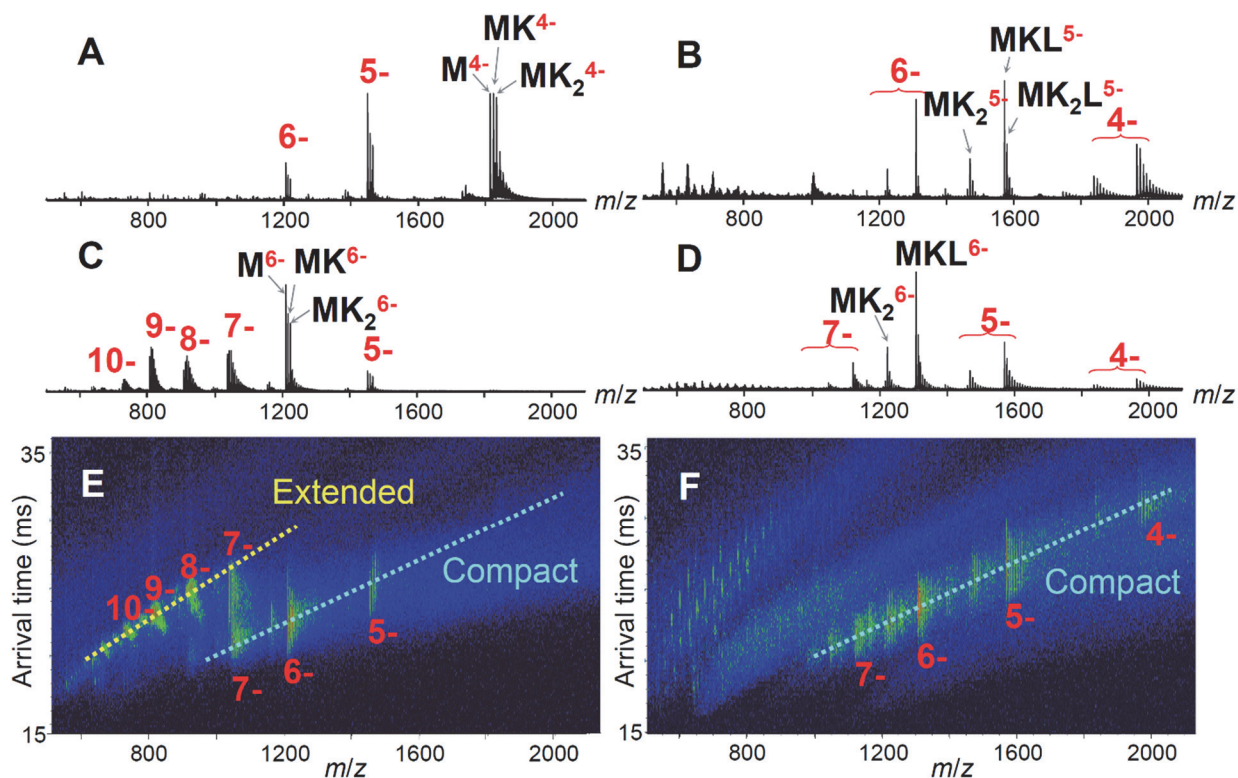 A
6-
5-
M4-
MK4-
MK24-
800 1200 1600 2000 m/z
B
6-
MKL5-
MK25-
MK2L5-
4-
800 1200 1600 2000 m/z
C
10-
9-
8-
7-
M6-
MK6-
MK26-
5-
800 1200 1600 2000
D
7-
MK26-
MKL6-
5-
4-
800 1200 1600 2000
E
35
Arrival time (ms)
15
Extended
Compact
10-
9-
8-
7-
7-
6-
5-
800 1200 1600 2000
m/z
F
35
Arrival time (ms)
15
Compact
7-
6-
5-
4-
800 1200 1600 2000
m/z